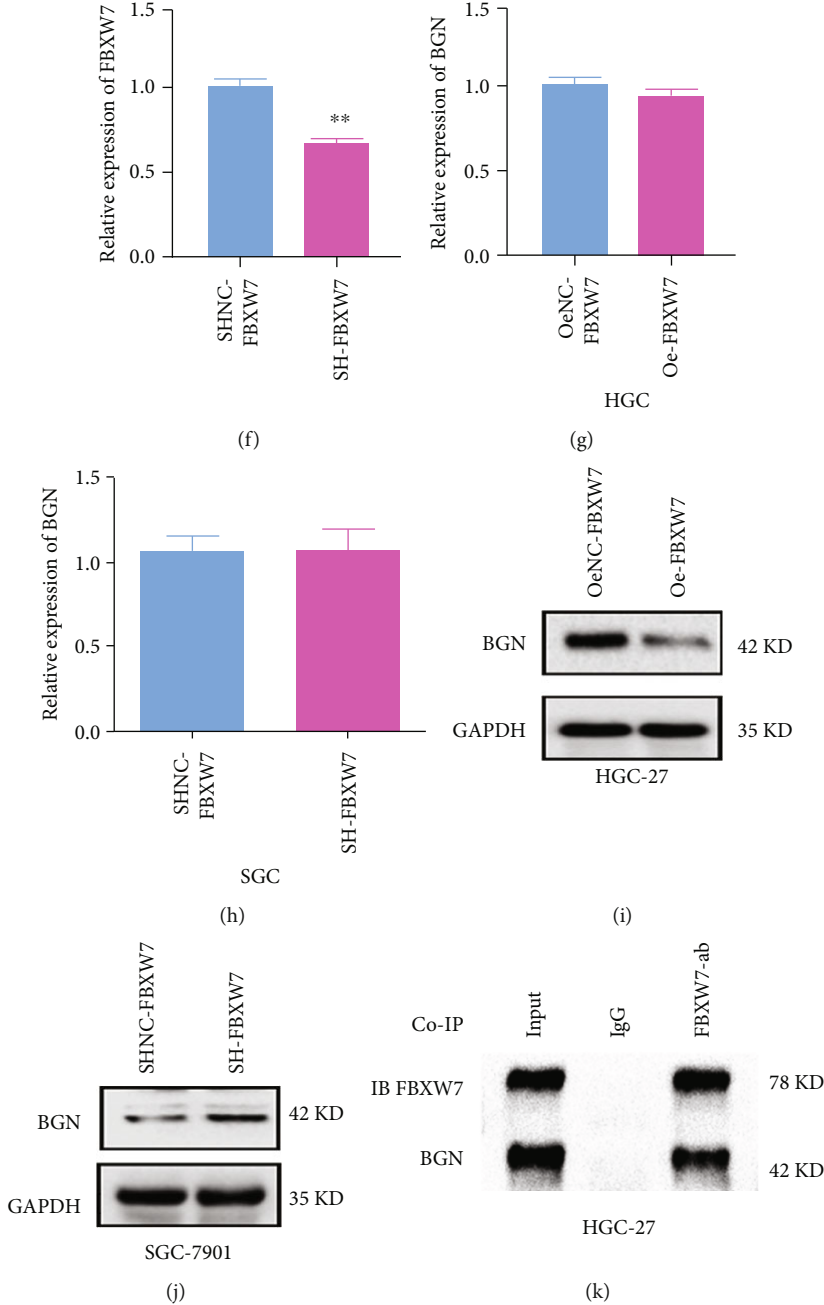 Relative expression of FBXW7
1.5
1.0
0.5
0.0
**
SHNC-
FBXW7
SH-FBXW7
(f)
Relative expression of BGN
1.5
1.0
0.5
0.0
OeNC-
FBXW7
Oe-FBXW7
HGC
(g)
Relative expression of BGN
1.5
1.0
0.5
0.0
SHNC-
FBXW7
SH-FBXW7
SGC
(h)
OeNC-FBXW7
Oe-FBXW7
BGN
42 KD
GAPDH
35 KD
HGC-27
(i)
SHNC-FBXW7
SH-FBXW7
BGN
42 KD
GAPDH
35 KD
SGC-7901
(j)
Co-IP
Input
IgG
FBXW7-ab
IB FBXW7
78 KD
BGN
42 KD
HGC-27
(k)